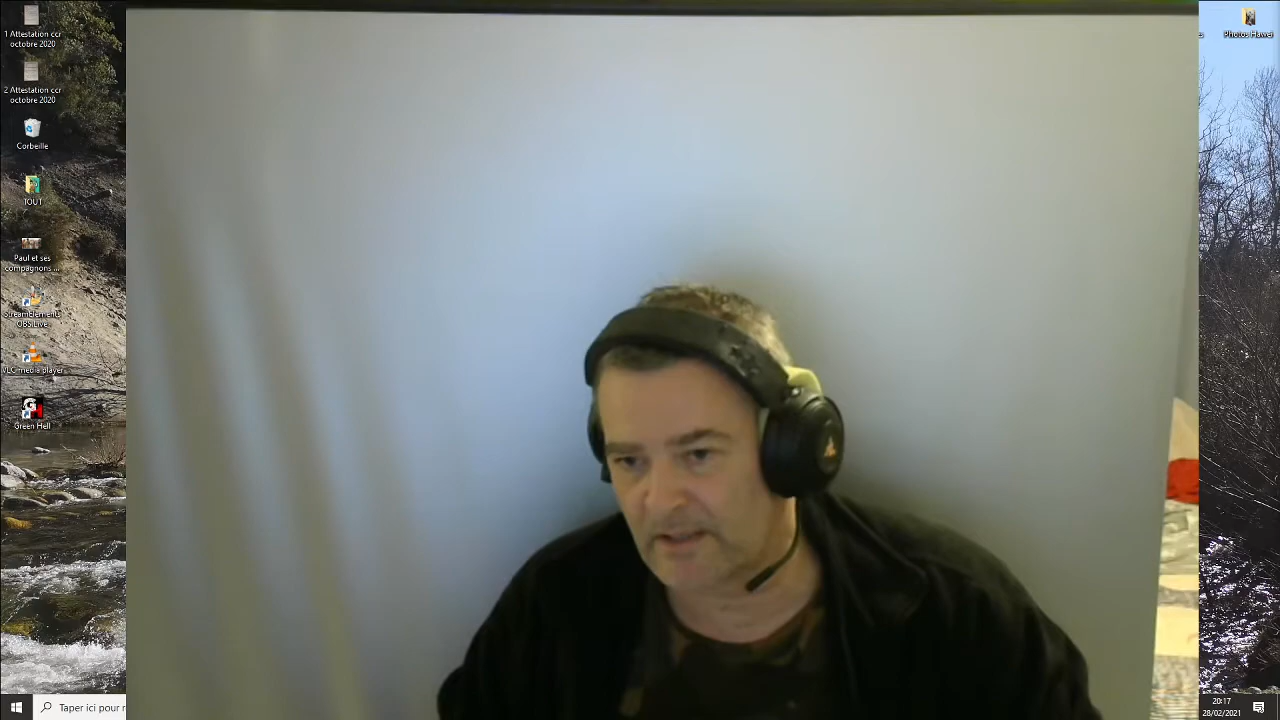 1 Attestation ccr
octobre 2020
2 Attestation ccr
octobre 2020
Corbeille
TOUT
Paul et ses
compagnons ...
StreamElements
OBS.Live
VLC media player
Green Hell
Taper ici pour r
Photos Hawei
20:17
28/02/2021